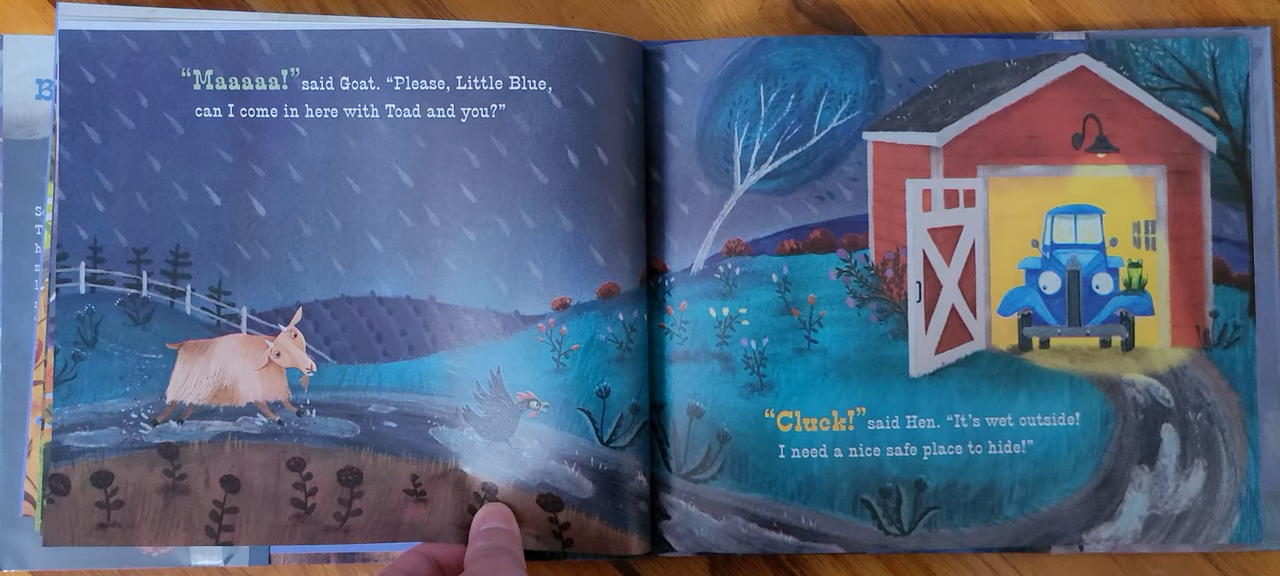 “Maaaaa!” said Goat. “Please, Little Blue,
can I come in here with Toad and you?”
“Cluck!” said Hen. “It’s wet outside!
I need a nice safe place to hide!”